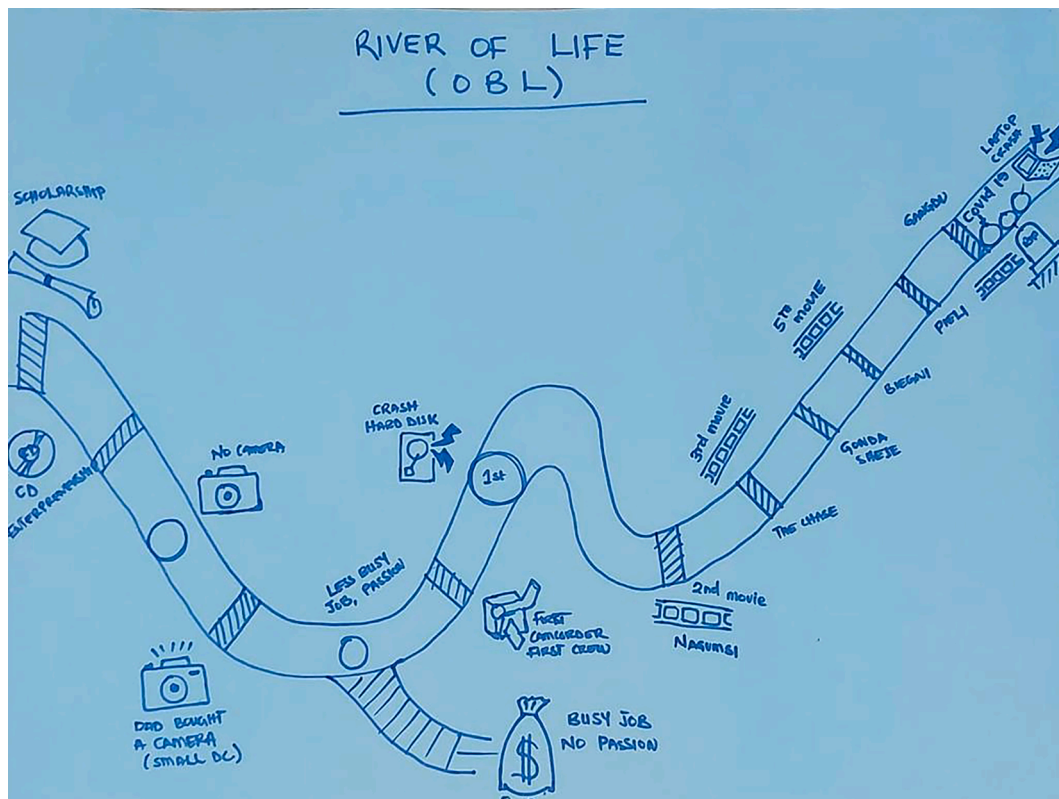 RIVER OF LIFE
(OBL)
SCHOLARSHIP
CD
ENTERPRENEURSHIP
NO CAMERA
DAD BOUGHT
A CAMERA
(SMALL DC)
LESS BUSY
JOB, PASSION
BUSY JOB
NO PASSION
$
CRASH
HARD DISK
1st
FIRST
CAMCORDER
FIRST CREW
2nd movie
NAGUMSI
3rd movie
THE CHASE
GONDA
SHEJE
5TH
MOVIE
BIEGNI
PIELI
GANGDU
Covid 19
LAPTOP
CRASH